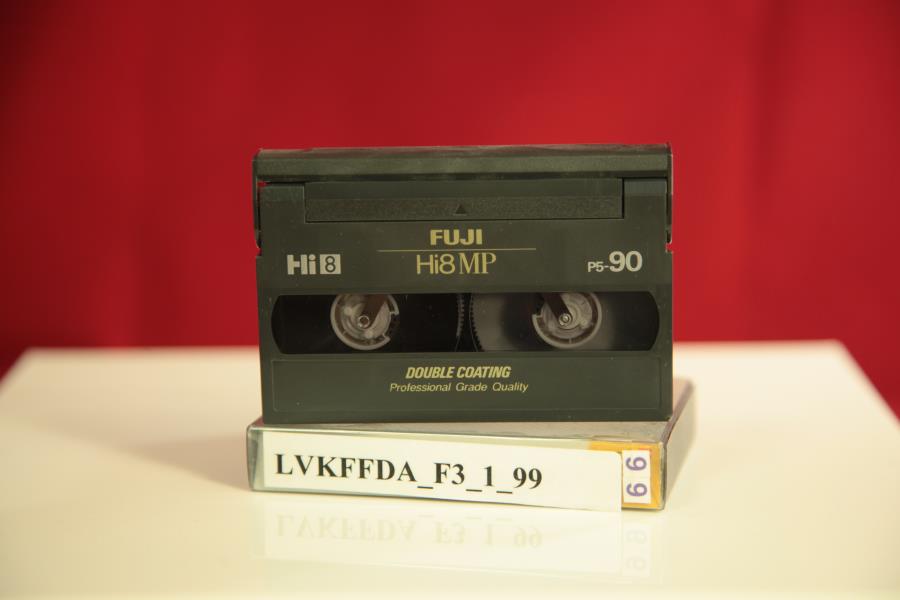 FUJI
Hi8
Hi8 MP
P5-90
DOUBLE COATING
Professional Grade Quality
LVKFFDA_F3_1_99
99